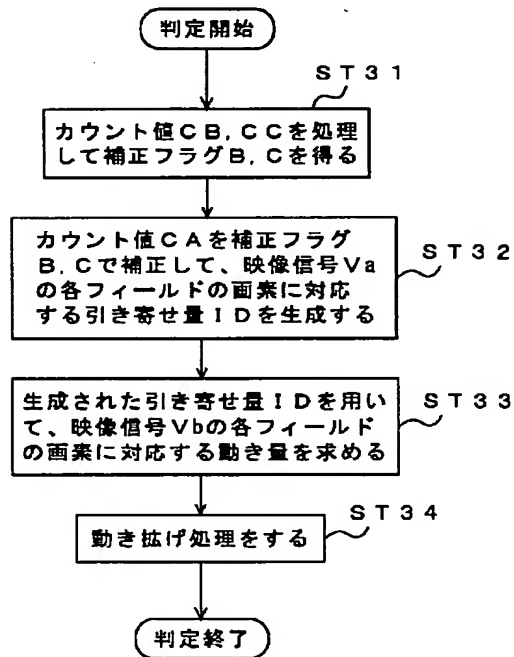 判定開始
ST31
カウント値CB,CCを処理
して補正フラグB,Cを得る
カウント値CAを補正フラグ
B,Cで補正して、映像信号Va
の各フィールドの画素に対応
する引き寄せ量IDを生成する
ST32
生成された引き寄せ量IDを用い
て、映像信号Vbの各フィールド
の画素に対応する動き量を求める
ST33
動き拡げ処理をする
ST34
判定終了